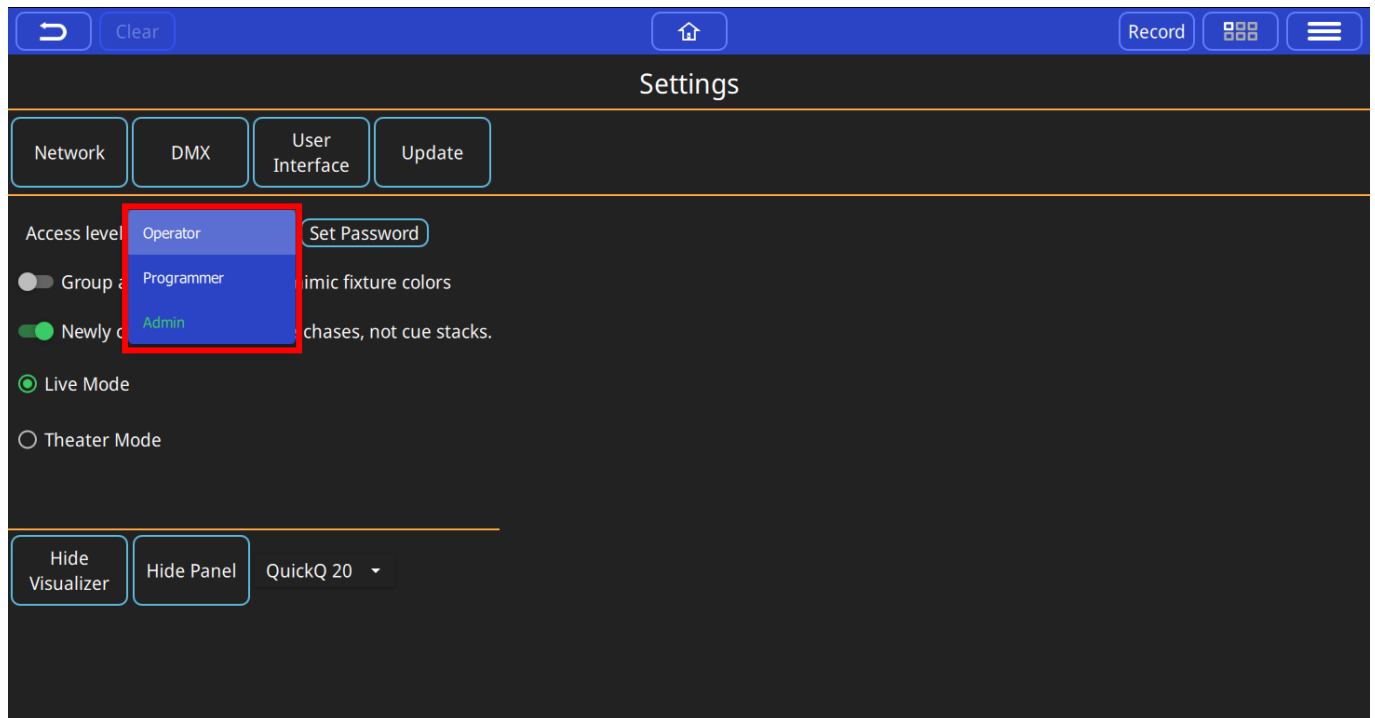 Clear
Record
Settings
Network
DMX
User
Interface
Update
Access level
Operator
Set Password
Group
Programmer
fixture colors
Newly
Admin
chases, not cue stacks.
Live Mode
Theater Mode
Hide
Visualizer
Hide Panel
QuickQ 20